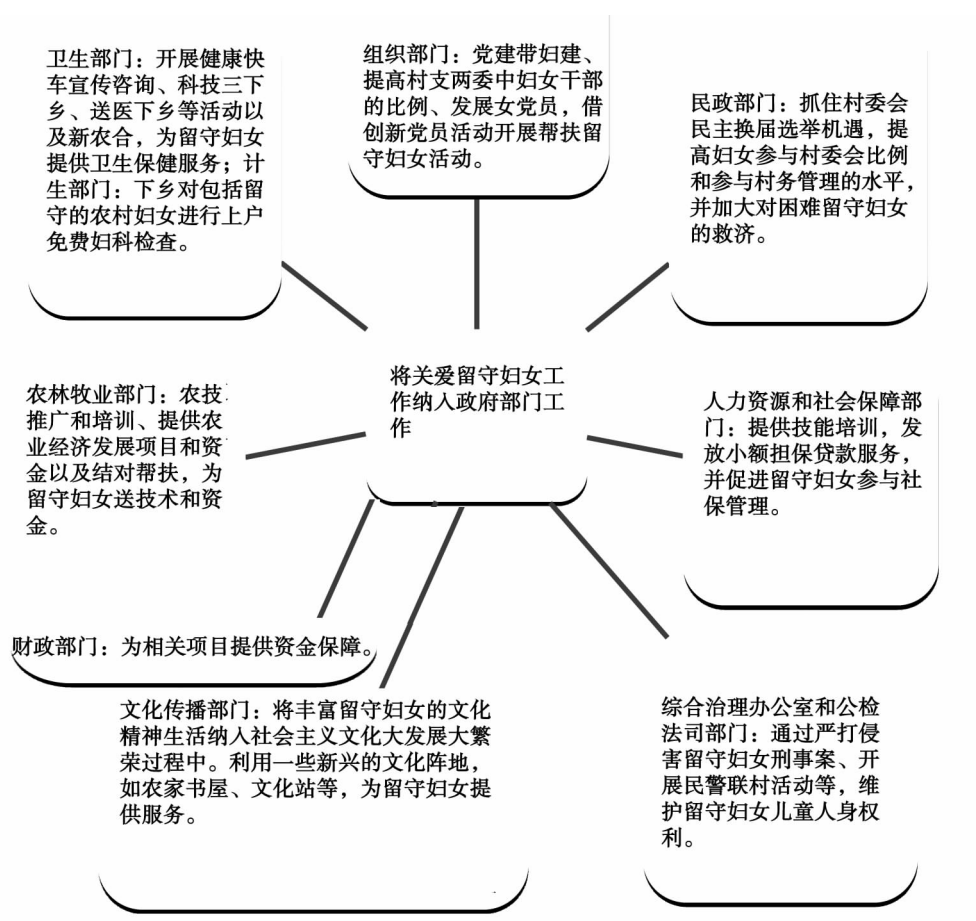 卫生部门：开展健康快
车宣传咨询、科技三下
乡、送医下乡等活动以
及新农合，为留守妇女
提供卫生保健服务；计
生部门：下乡对包括留
守的农村妇女进行上户
免费妇科检查。
组织部门：党建带妇建、
提高村支两委中妇女干部
的比例、发展女党员，借
创新党员活动开展帮扶留
守妇女活动。
民政部门：抓住村委会
民主换届选举机遇，提
高妇女参与村委会比例
和参与村务管理的水平，
并加大对困难留守妇女
的救济。
农林牧业部门：农技
推广和培训、提供农
业经济发展项目和资
金以及结对帮扶，为
留守妇女送技术和资
金。
将关爱留守妇女工
作纳入政府部门工
作
人力资源和社会保障部
门：提供技能培训，发
放小额担保贷款服务，
并促进留守妇女参与社
保管理。
财政部门：为相关项目提供资金保障。
文化传播部门：将丰富留守妇女的文化
精神生活纳入社会主义文化大发展大繁
荣过程中。利用一些新兴的文化阵地，
如农家书屋、文化站等，为留守妇女提
供服务。
综合治理办公室和公检
法司部门：通过严打侵
害留守妇女刑事案、开
展民警联村活动等，维
护留守妇女儿童人身权
利。